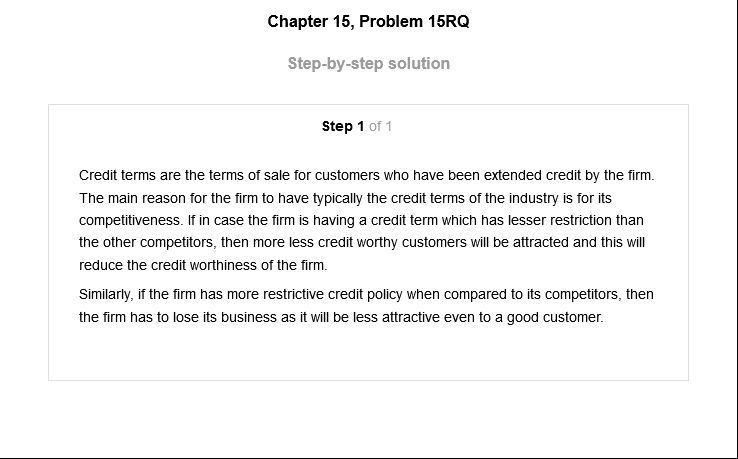 Chapter 15, Problem 15RQ
Step-by-step solution
Step 1 of 1
Credit terms are the terms of sale for customers who have been extended credit by the firm.
The main reason for the firm to have typically the credit terms of the industry is for its
competitiveness. If in case the firm is having a credit term which has lesser restriction than
the other competitors, then more less credit worthy customers will be attracted and this will
reduce the credit worthiness of the firm.
Similarly, if the firm has more restrictive credit policy when compared to its competitors, then
the firm has to lose its business as it will be less attractive even to a good customer.